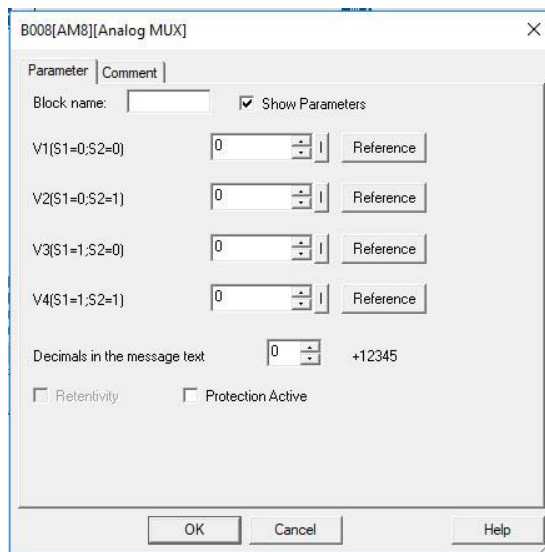 B008[AM8][Analog MUX]
Parameter Comment
Block name: Show Parameters
V1(S1=0;S2=0) 0 I Reference
V2(S1=0;S2=1) 0 I Reference
V3(S1=1;S2=0) 0 I Reference
V4(S1=1;S2=1) 0 I Reference
Decimals in the message text 0 +12345
Retentivity Protection Active
OK Cancel Help